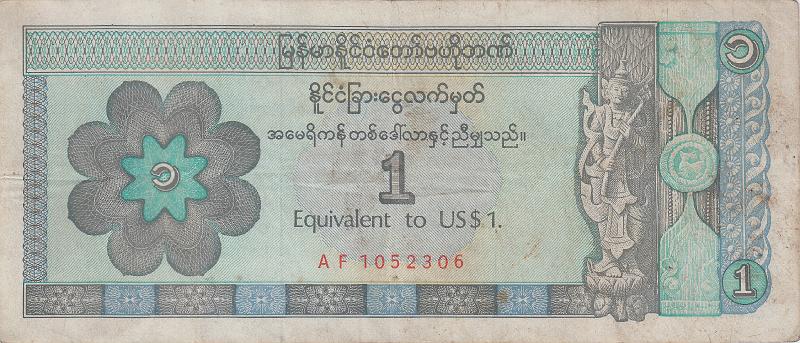 မြန်မာနိုင်ငံတော်ဗဟိုဘဏ်
၁
နိုင်ငံခြားငွေလက်မှတ်
အမေရိကန်တစ်ဒေါ်လာနှင့်ညီမျှသည်။
၁
1
Equivalent to US$ 1.
AF 1052306
1